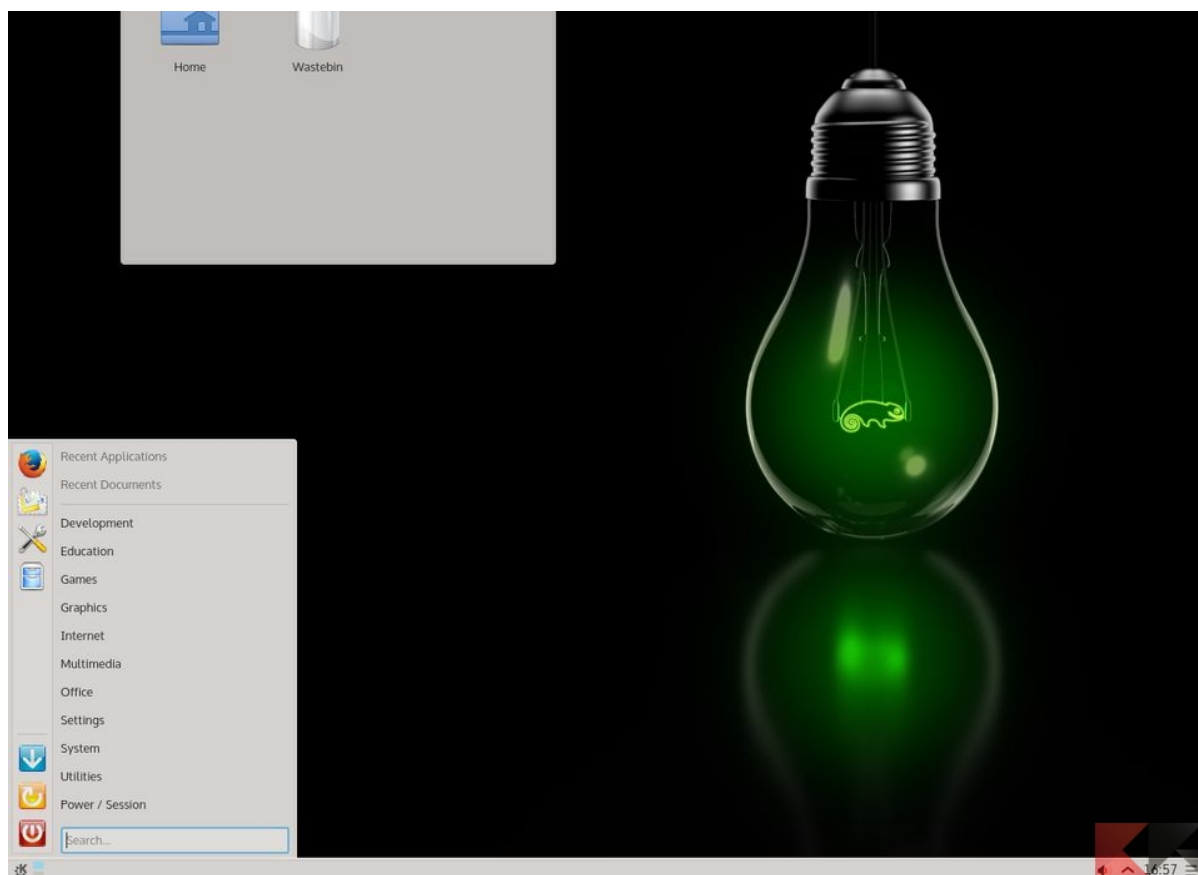 Home
Wastebin
Recent Applications
Recent Documents
Development
Education
Games
Graphics
Internet
Multimedia
Office
Settings
System
Utilities
Power / Session
Search...
16:57